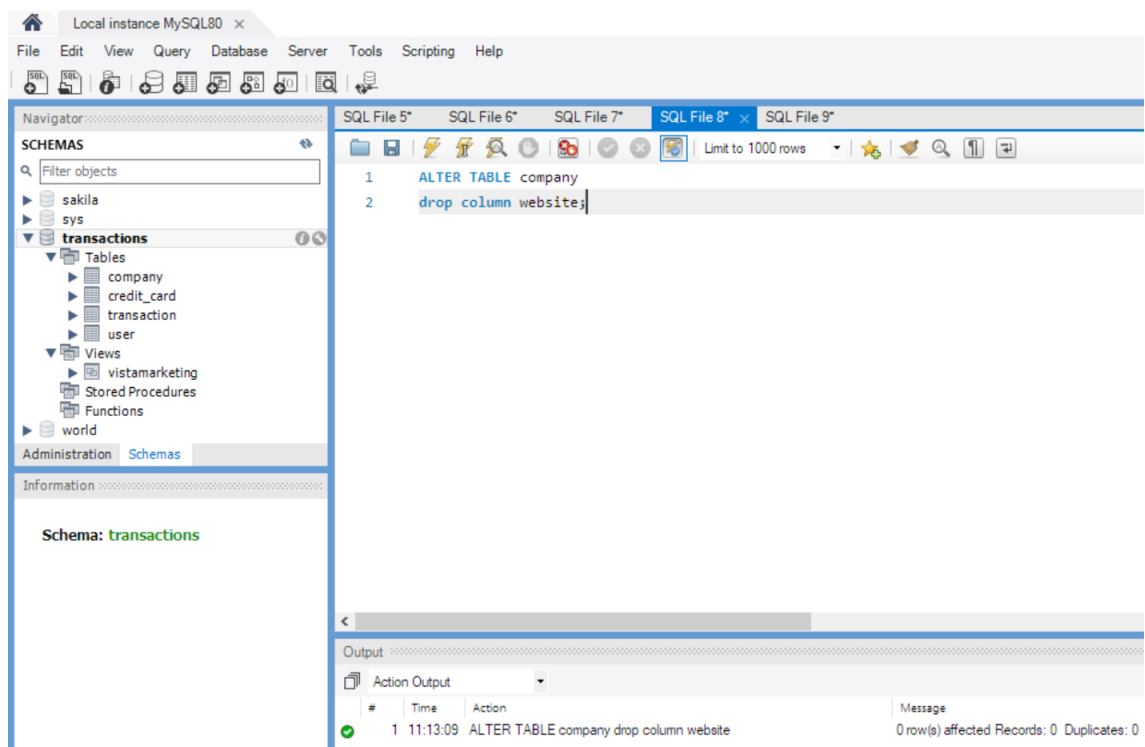 Local instance MySQL80 ×
File Edit View Query Database Server Tools Scripting Help
Navigator
SCHEMAS
Filter objects
sakila
sys
transactions
Tables
company
credit_card
transaction
user
Views
vistamarketing
Stored Procedures
Functions
world
Administration Schemas
Information
Schema: transactions
SQL File 5* SQL File 6* SQL File 7* SQL File 8* × SQL File 9*
Limit to 1000 rows
1 ALTER TABLE company
2 drop column website;
Output
Action Output
# Time Action Message
1 11:13:09 ALTER TABLE company drop column website 0 row(s) affected Records: 0 Duplicates: 0